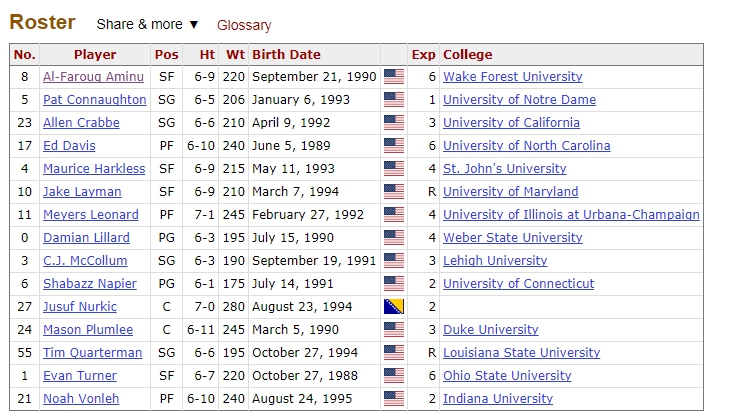 Roster Share & more ▼ Glossary
No. Player Pos Ht Wt Birth Date Exp College
8 Al-Farouq Aminu SF 6-9 220 September 21, 1990 6 Wake Forest University
5 Pat Connaughton SG 6-5 206 January 6, 1993 1 University of Notre Dame
23 Allen Crabbe SG 6-6 210 April 9, 1992 3 University of California
17 Ed Davis PF 6-10 240 June 5, 1989 6 University of North Carolina
4 Maurice Harkless SF 6-9 215 May 11, 1993 4 St. John's University
10 Jake Layman SF 6-9 210 March 7, 1994 R University of Maryland
11 Meyers Leonard PF 7-1 245 February 27, 1992 4 University of Illinois at Urbana-Champaign
0 Damian Lillard PG 6-3 195 July 15, 1990 4 Weber State University
3 C.J. McCollum SG 6-3 190 September 19, 1991 3 Lehigh University
6 Shabazz Napier PG 6-1 175 July 14, 1991 2 University of Connecticut
27 Jusuf Nurkic C 7-0 280 August 23, 1994 2
24 Mason Plumlee C 6-11 245 March 5, 1990 3 Duke University
55 Tim Quarterman SG 6-6 195 October 27, 1994 R Louisiana State University
1 Evan Turner SF 6-7 220 October 27, 1988 6 Ohio State University
21 Noah Vonleh PF 6-10 240 August 24, 1995 2 Indiana University